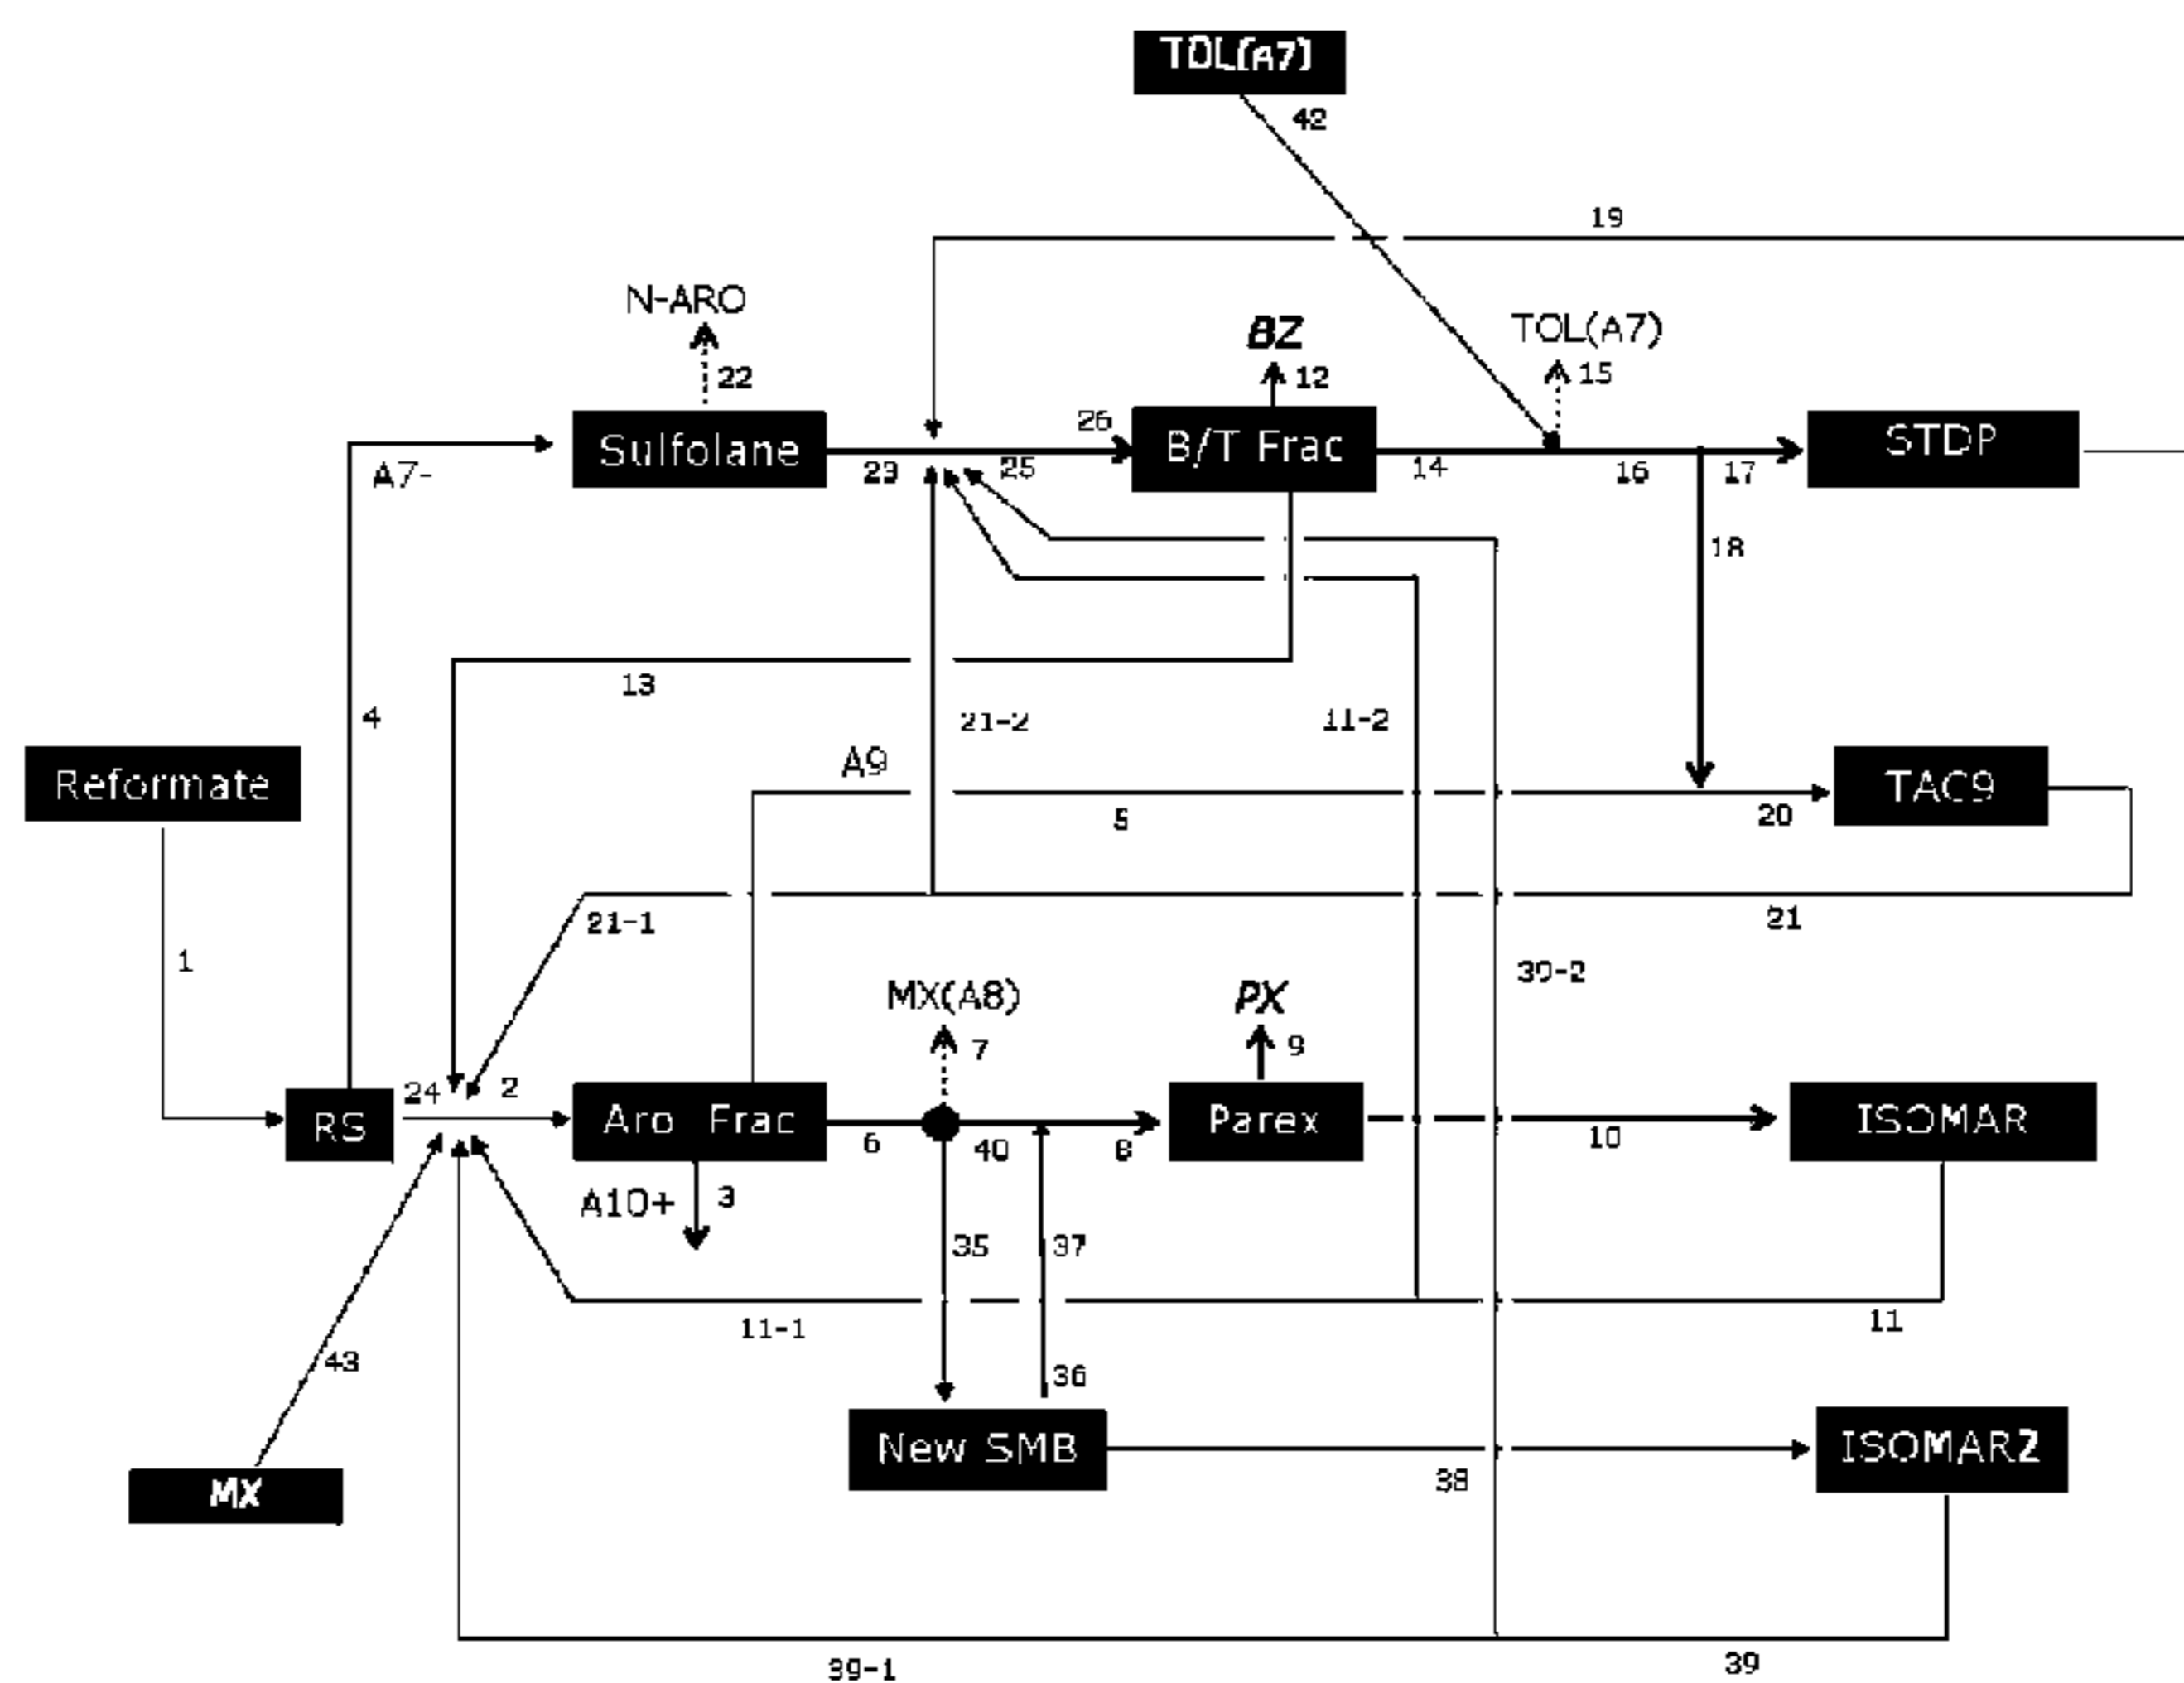 TOL(A7)
42
19
N-ARO
22
BZ
12
TOL(A7)
15
26
Sulfolane
B/T Frac
STDP
A7-
23
25
14
16
17
18
13
4
21-2
11-2
A9
Reformate
TAC9
5
20
21-1
21
1
39-2
MX(A8)
PX
7
9
24
2
RS
Aro Frac
Parex
ISOMAR
6
40
8
10
A10+
3
35
37
11-1
11
43
36
New SMB
ISOMAR2
38
MX
39-1
39